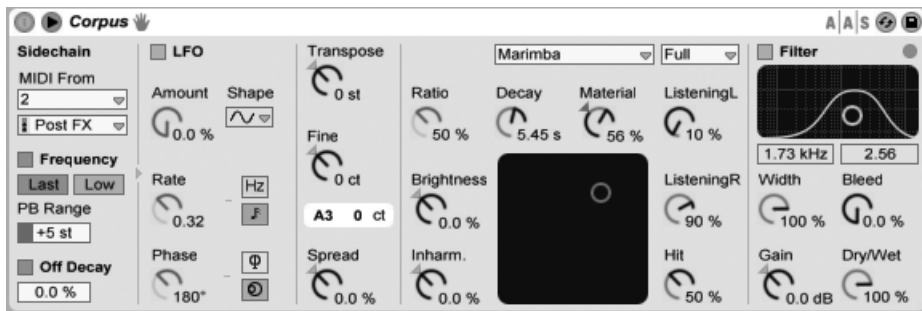 Corpus
A|A|S
Sidechain
MIDI From
2
Post FX
Frequency
Last Low
PB Range
+5 st
Off Decay
0.0 %
LFO
Amount Shape
0.0 %
Rate
0.32
Hz
Phase
180°
Φ
Transpose
0 st
Fine
0 ct
A3 0 ct
Spread
0.0 %
Marimba Full
Ratio Decay Material ListeningL
50 % 5.45 s 56 % 10 %
Brightness
0.0 %
Inharm.
0.0 %
ListeningR
90 %
Hit
50 %
Filter
1.73 kHz 2.56
Width Bleed
100 % 0.0 %
Gain Dry/Wet
0.0 dB 100 %